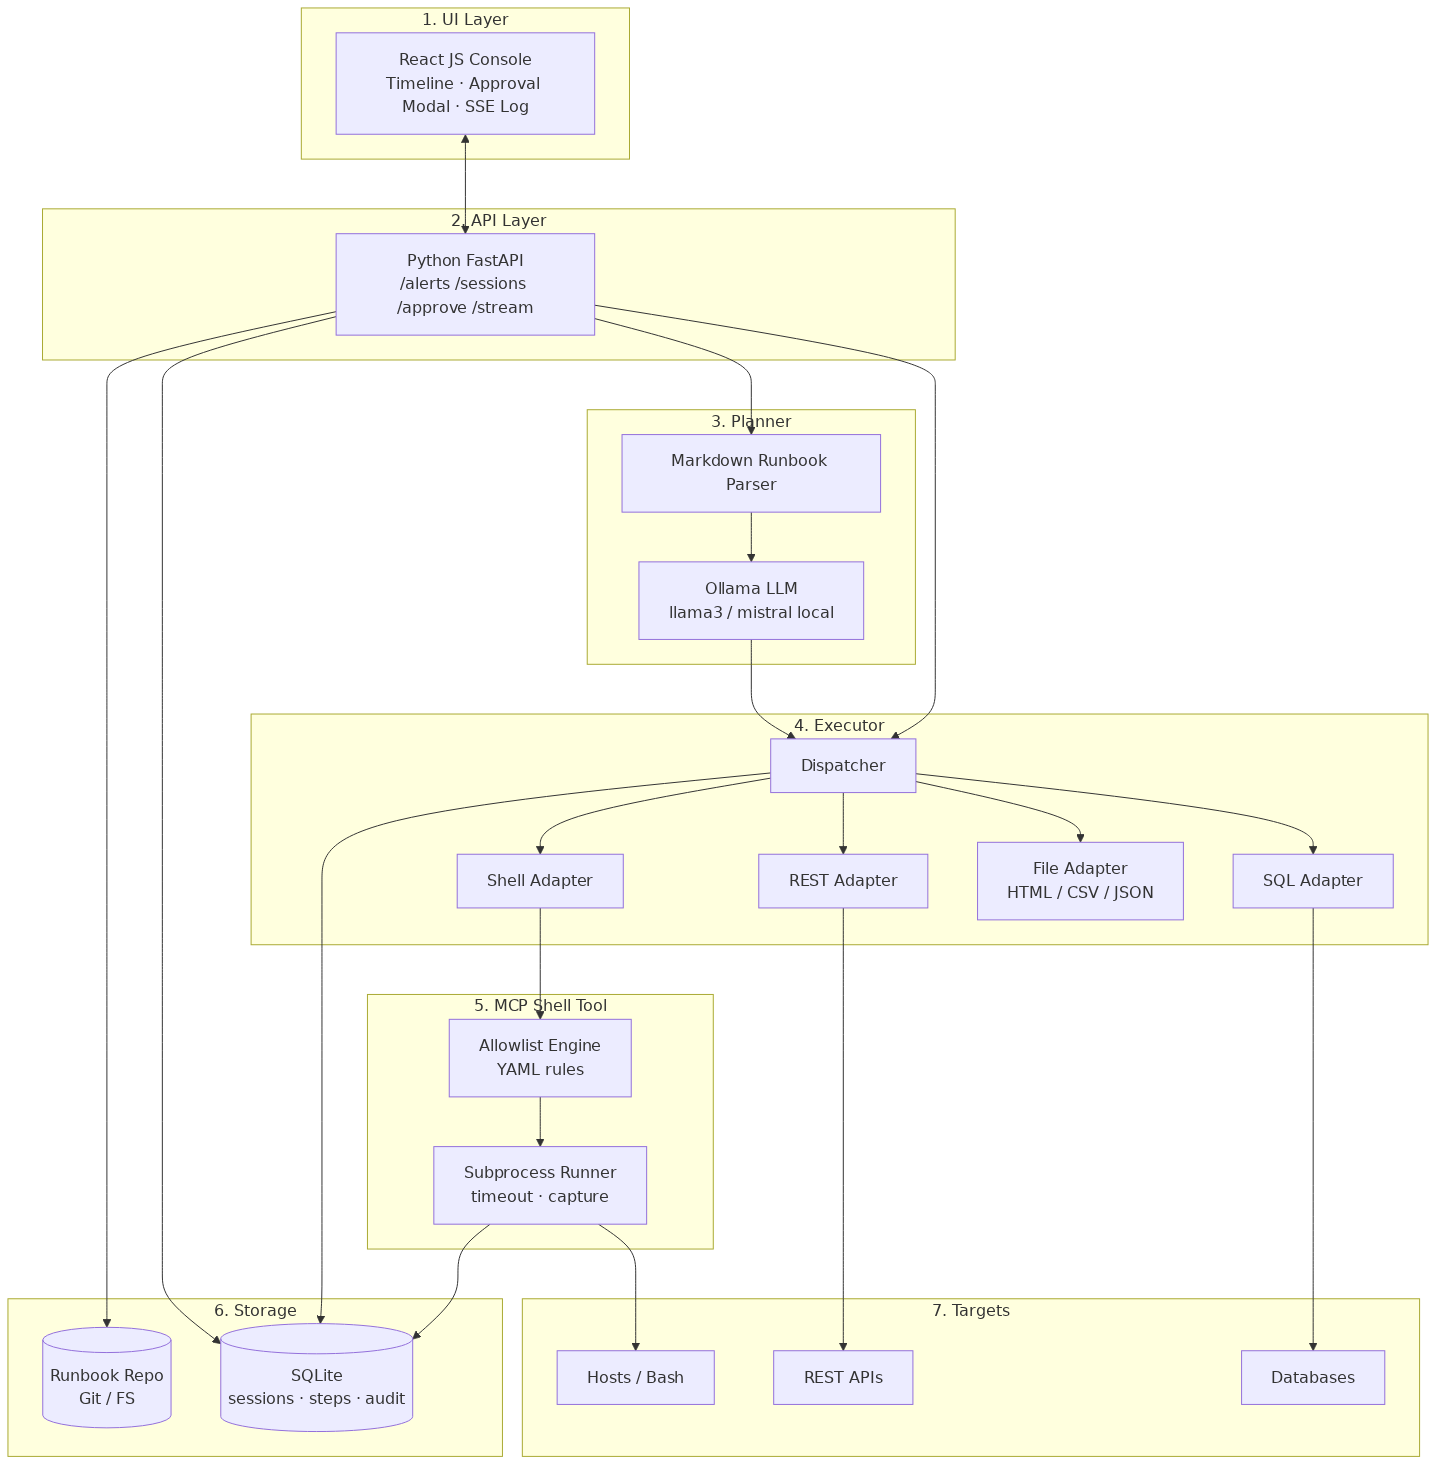 1. UI Layer
React JS Console
Timeline · Approval
Modal · SSE Log
2. API Layer
Python FastAPI
/alerts /sessions
/approve /stream
3. Planner
Markdown Runbook
Parser
Ollama LLM
llama3 / mistral local
4. Executor
Dispatcher
Shell Adapter
REST Adapter
File Adapter
HTML / CSV / JSON
SQL Adapter
5. MCP Shell Tool
Allowlist Engine
YAML rules
Subprocess Runner
timeout · capture
6. Storage
Runbook Repo
Git / FS
SQLite
sessions · steps · audit
7. Targets
Hosts / Bash
REST APIs
Databases